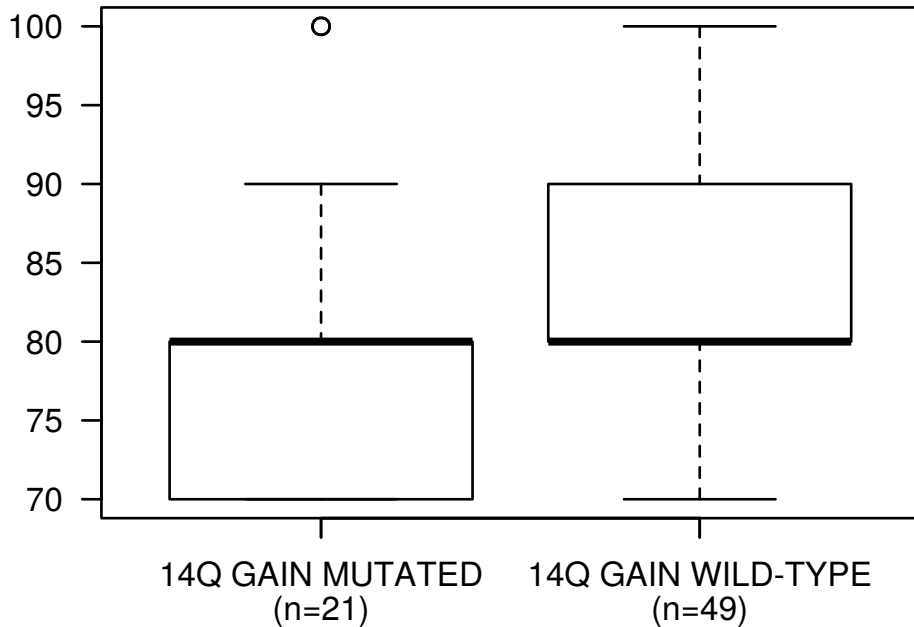 100
95
90
85
80
75
70
14Q GAIN MUTATED
(n=21)
14Q GAIN WILD-TYPE
(n=49)